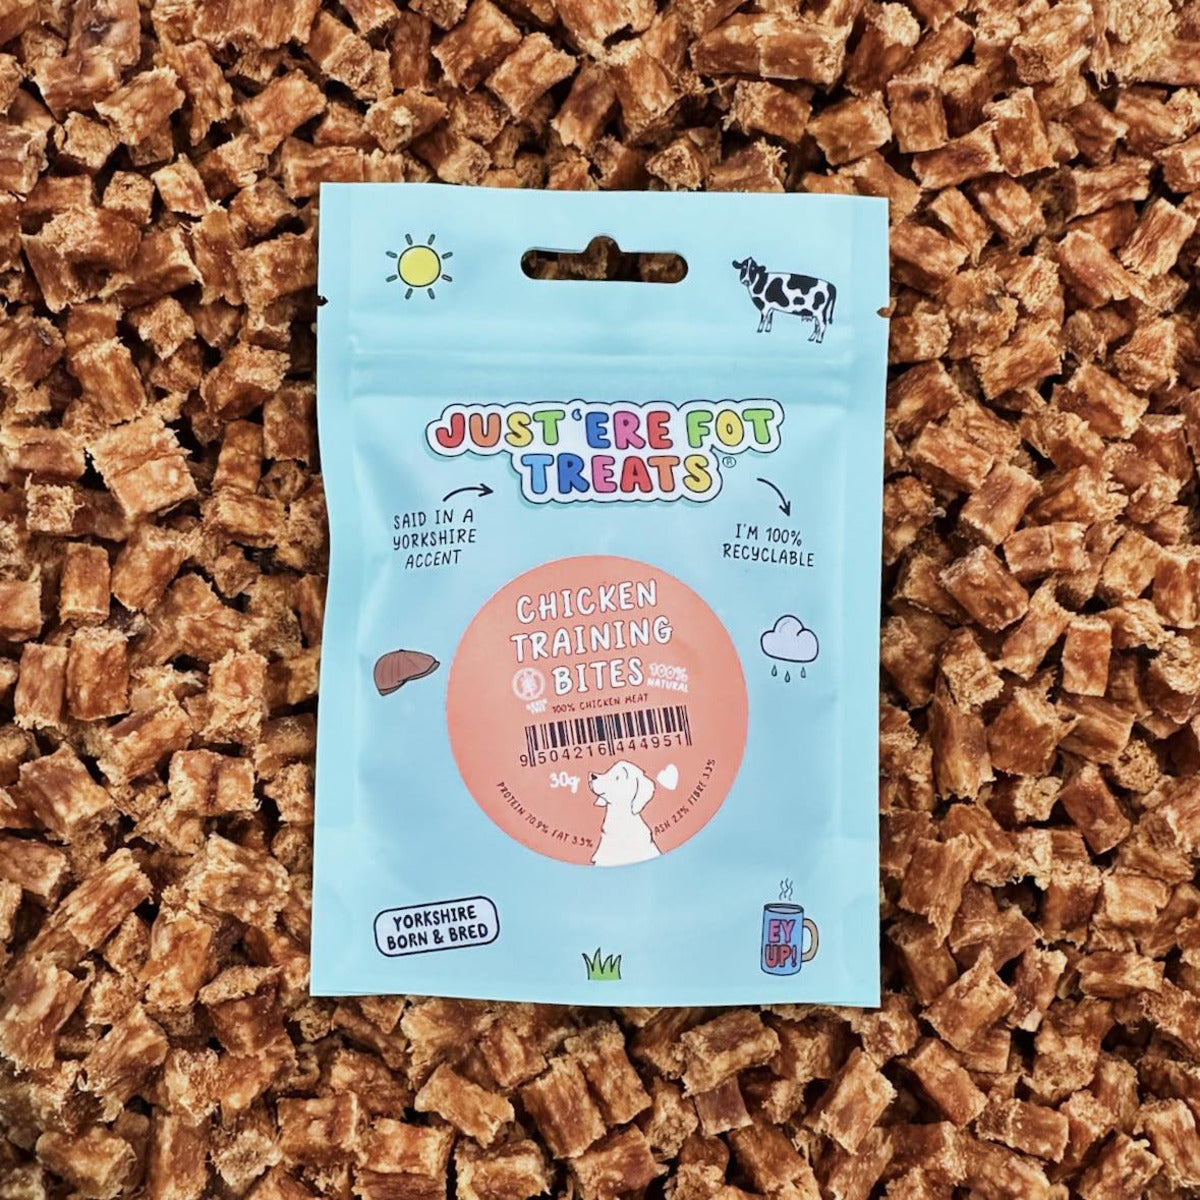 JUST 'ERE FOT
TREATS®
SAID IN A
YORKSHIRE
ACCENT
I'M 100%
RECYCLABLE
CHICKEN
TRAINING
BITES
100%
NATURAL
GRAIN
FREE
100% CHICKEN MEAT
9 504216 444951
30g
PROTEIN 70.9% FAT 3.3%
ASH 2.2% FIBRE 3.3%
YORKSHIRE
BORN & BRED
EY
UP!